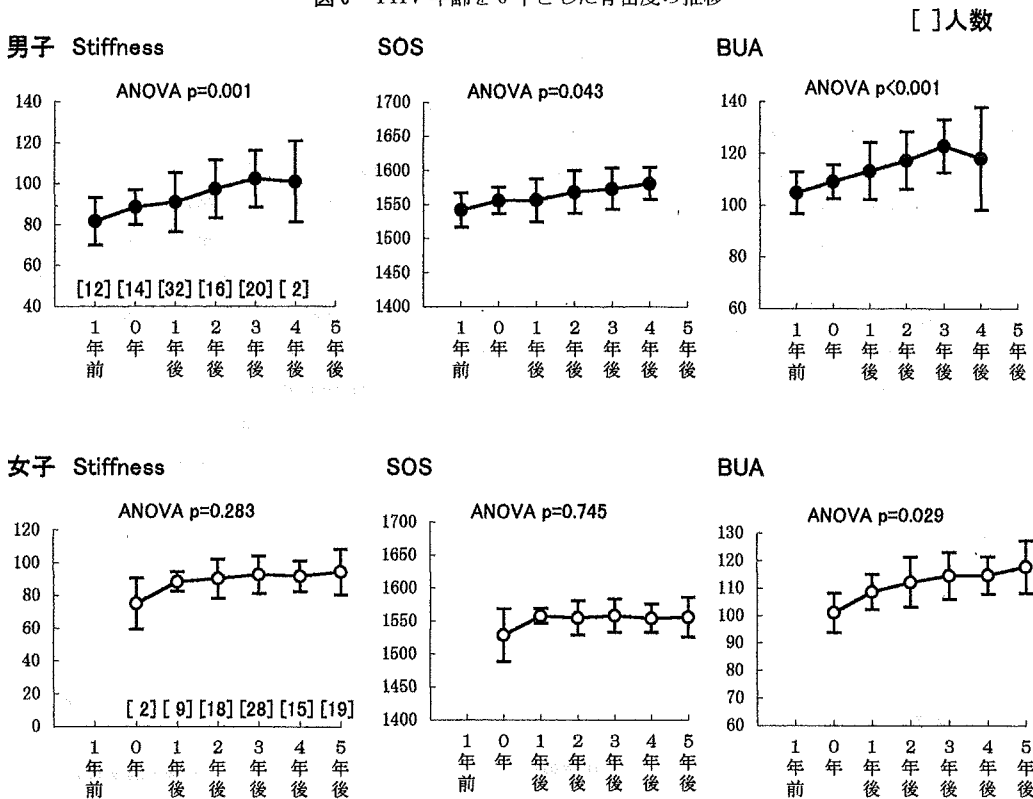 [ ]人数
男子 Stiffness
SOS
BUA
ANOVA p=0.001
ANOVA p=0.043
ANOVA p<0.001
140
120
100
80
60
40
[12] [14] [32] [16] [20] [ 2]
1年前
0年
1年後
2年後
3年後
4年後
5年後
1700
1650
1600
1550
1500
1450
1400
1年前
0年
1年後
2年後
3年後
4年後
5年後
140
120
100
80
60
1年前
0年
1年後
2年後
3年後
4年後
5年後
女子 Stiffness
SOS
BUA
ANOVA p=0.283
ANOVA p=0.745
ANOVA p=0.029
120
100
80
60
40
20
0
[ 2] [ 9] [18] [28] [15] [19]
1年前
0年
1年後
2年後
3年後
4年後
5年後
1700
1650
1600
1550
1500
1450
1400
1年前
0年
1年後
2年後
3年後
4年後
5年後
130
120
110
100
90
80
70
60
1年前
0年
1年後
2年後
3年後
4年後
5年後